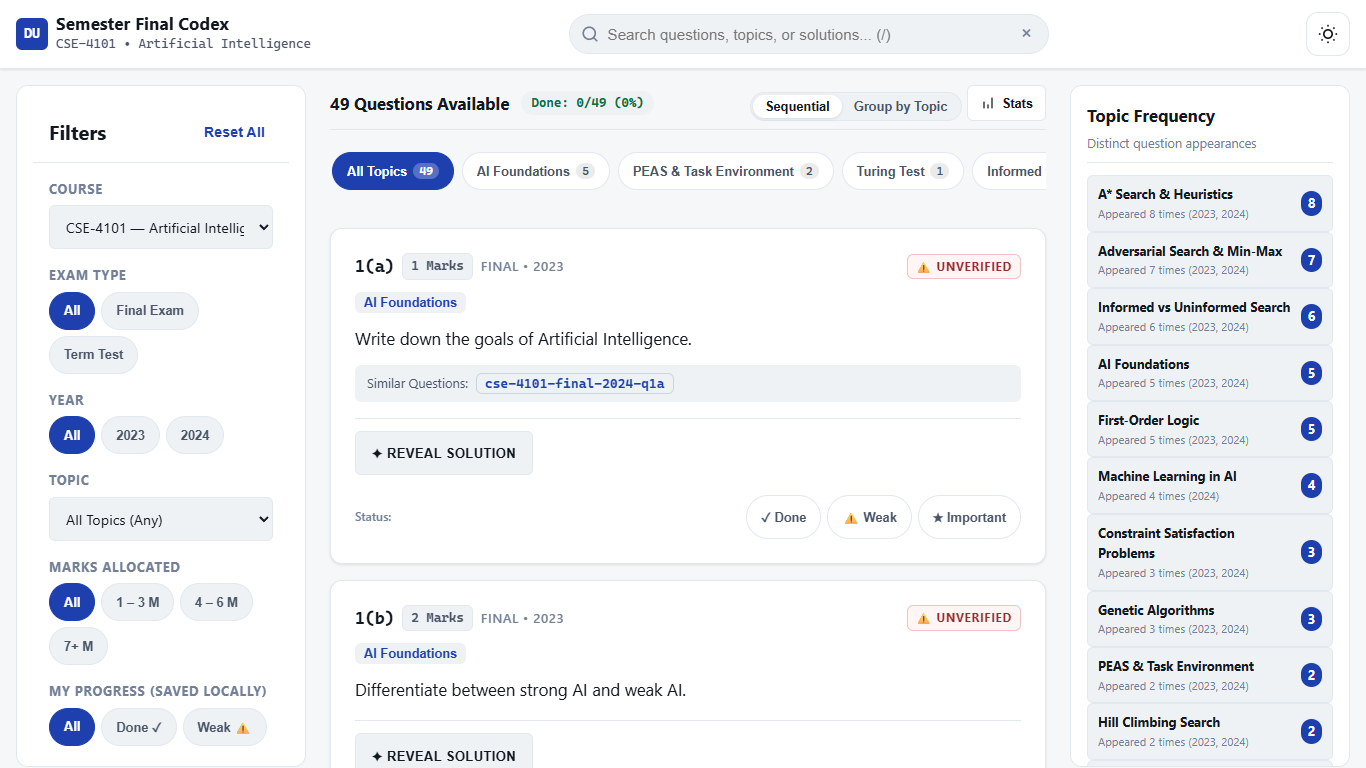 DU
Semester Final Codex
CSE-4101 • Artificial Intelligence
Search questions, topics, or solutions... (/)
×
Filters
Reset All
COURSE
CSE-4101 — Artificial Intellig
EXAM TYPE
All
Final Exam
Term Test
YEAR
All
2023
2024
TOPIC
All Topics (Any)
MARKS ALLOCATED
All
1 – 3 M
4 – 6 M
7+ M
MY PROGRESS (SAVED LOCALLY)
All
Done ✓
Weak ⚠️
49 Questions Available
Done: 0/49 (0%)
Sequential
Group by Topic
Stats
All Topics 49
AI Foundations 5
PEAS & Task Environment 2
Turing Test 1
Informed
1(a) 1 Marks FINAL • 2023
⚠️ UNVERIFIED
AI Foundations
Write down the goals of Artificial Intelligence.
Similar Questions: cse-4101-final-2024-q1a
✦ REVEAL SOLUTION
Status:
✓ Done
⚠️ Weak
★ Important
1(b) 2 Marks FINAL • 2023
⚠️ UNVERIFIED
AI Foundations
Differentiate between strong AI and weak AI.
✦ REVEAL SOLUTION
Topic Frequency
Distinct question appearances
A* Search & Heuristics
Appeared 8 times (2023, 2024)
8
Adversarial Search & Min-Max
Appeared 7 times (2023, 2024)
7
Informed vs Uninformed Search
Appeared 6 times (2023, 2024)
6
AI Foundations
Appeared 5 times (2023, 2024)
5
First-Order Logic
Appeared 5 times (2023, 2024)
5
Machine Learning in AI
Appeared 4 times (2024)
4
Constraint Satisfaction
Problems
Appeared 3 times (2023, 2024)
3
Genetic Algorithms
Appeared 3 times (2023, 2024)
3
PEAS & Task Environment
Appeared 2 times (2023, 2024)
2
Hill Climbing Search
Appeared 2 times (2023, 2024)
2